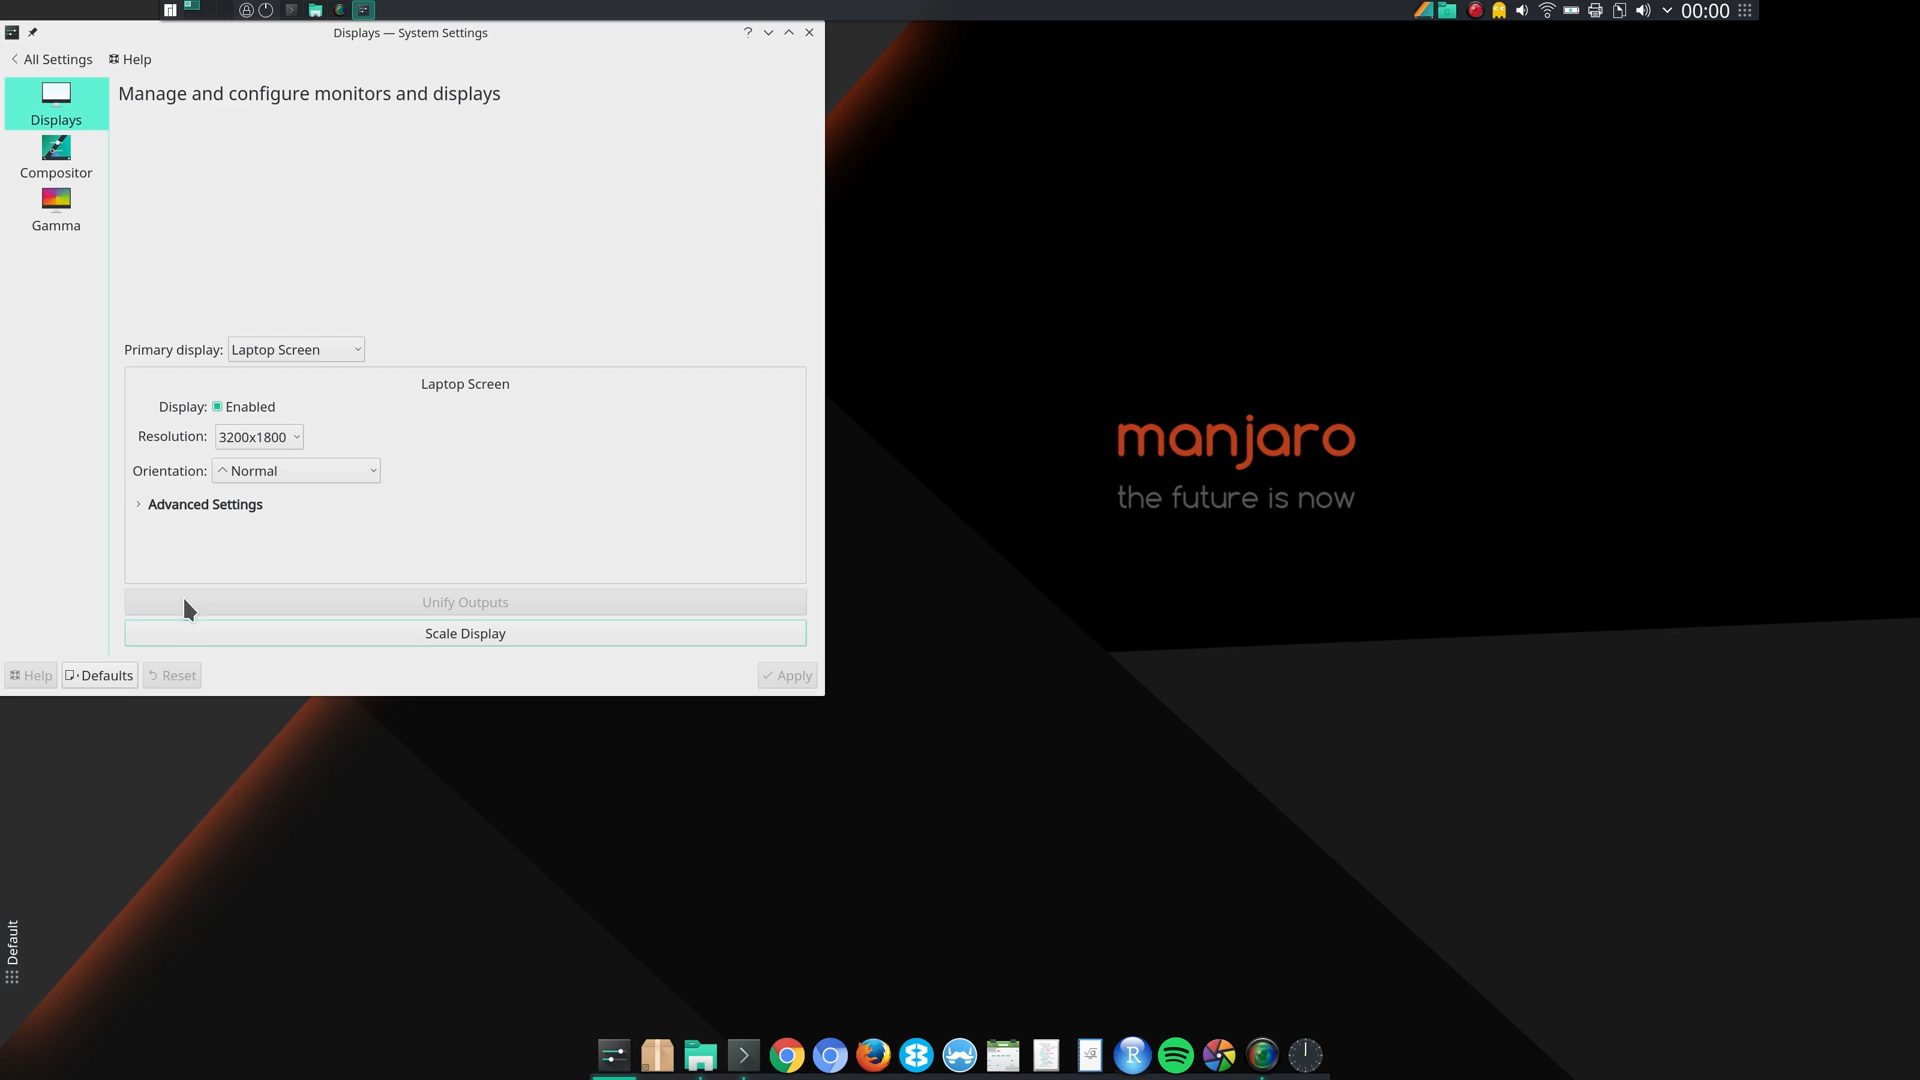 00:00
Displays — System Settings
All Settings
Help
Displays
Compositor
Gamma
Manage and configure monitors and displays
Primary display: Laptop Screen
Laptop Screen
Display: Enabled
Resolution: 3200x1800
Orientation: Normal
Advanced Settings
Unify Outputs
Scale Display
Help
Defaults
Reset
Apply
manjaro
the future is now
Default
R